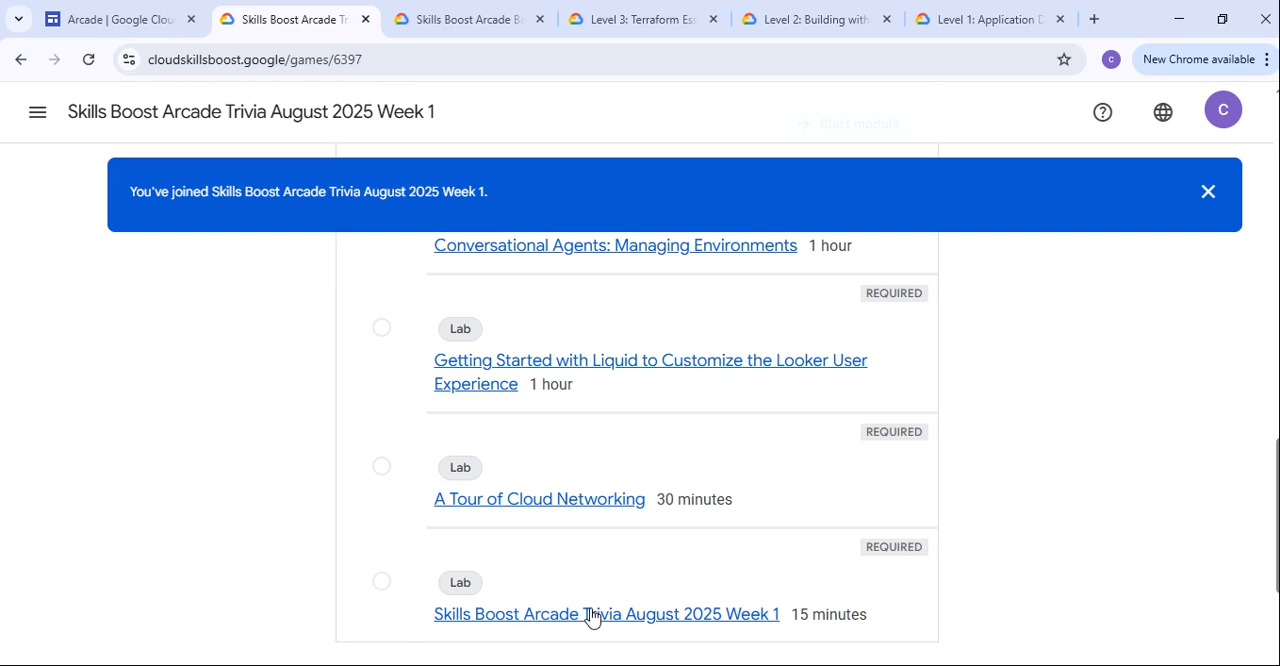 Arcade | Google Clou
Skills Boost Arcade Tr
Skills Boost Arcade Ba
Level 3: Terraform Ess
Level 2: Building with
Level 1: Application D
cloudskillsboost.google/games/6397
C
New Chrome available
Skills Boost Arcade Trivia August 2025 Week 1
C
Start module
You've joined Skills Boost Arcade Trivia August 2025 Week 1.
Conversational Agents: Managing Environments 1 hour
REQUIRED
Lab
Getting Started with Liquid to Customize the Looker User
Experience 1 hour
REQUIRED
Lab
A Tour of Cloud Networking 30 minutes
REQUIRED
Lab
Skills Boost Arcade Trivia August 2025 Week 1 15 minutes